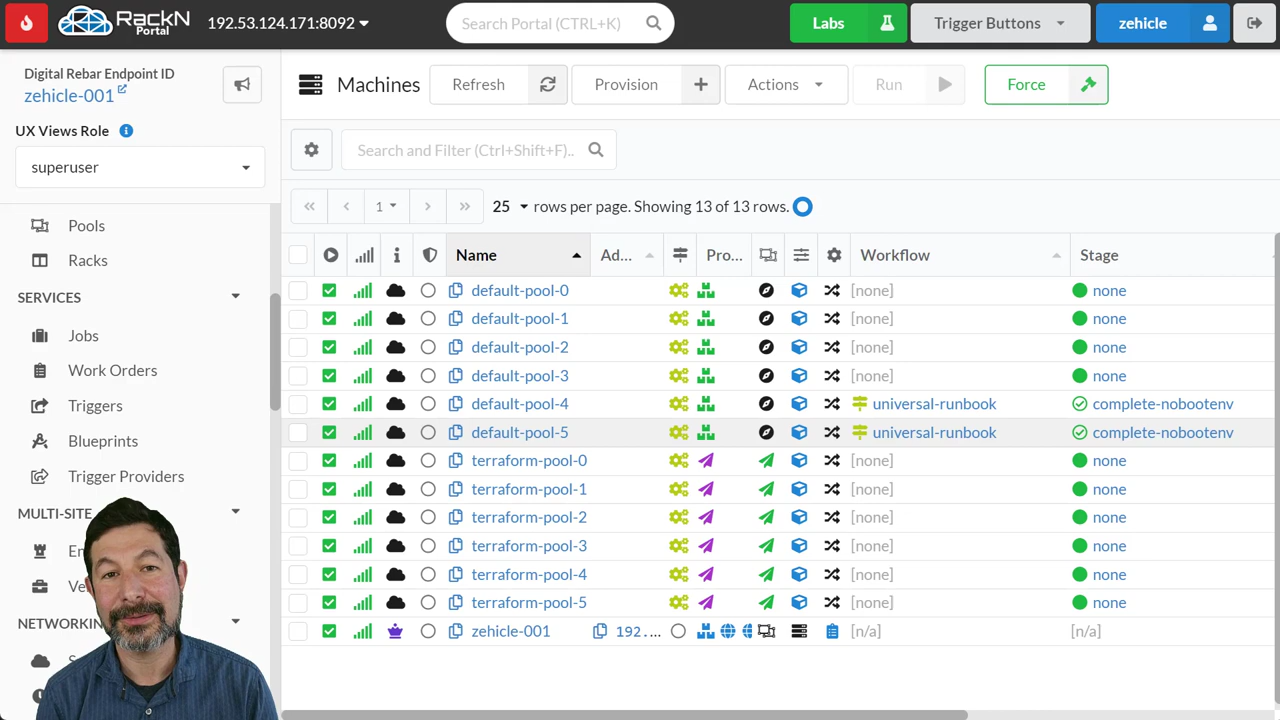 RackN
Portal
192.53.124.171:8092
Search Portal (CTRL+K)
Labs
Trigger Buttons
zehicle
Digital Rebar Endpoint ID
zehicle-001
UX Views Role
superuser
Pools
Racks
SERVICES
Jobs
Work Orders
Triggers
Blueprints
Trigger Providers
MULTI-SITE
En
Ve
NETWORKING
S
Machines
Refresh
Provision
Actions
Run
Force
Search and Filter (Ctrl+Shift+F)..
1
25 rows per page. Showing 13 of 13 rows.
Name Ad... Pro... Workflow Stage
default-pool-0 [none] none
default-pool-1 [none] none
default-pool-2 [none] none
default-pool-3 [none] none
default-pool-4 universal-runbook complete-nobootenv
default-pool-5 universal-runbook complete-nobootenv
terraform-pool-0 [none] none
terraform-pool-1 [none] none
terraform-pool-2 [none] none
terraform-pool-3 [none] none
terraform-pool-4 [none] none
terraform-pool-5 [none] none
zehicle-001 192.... [n/a] [n/a]